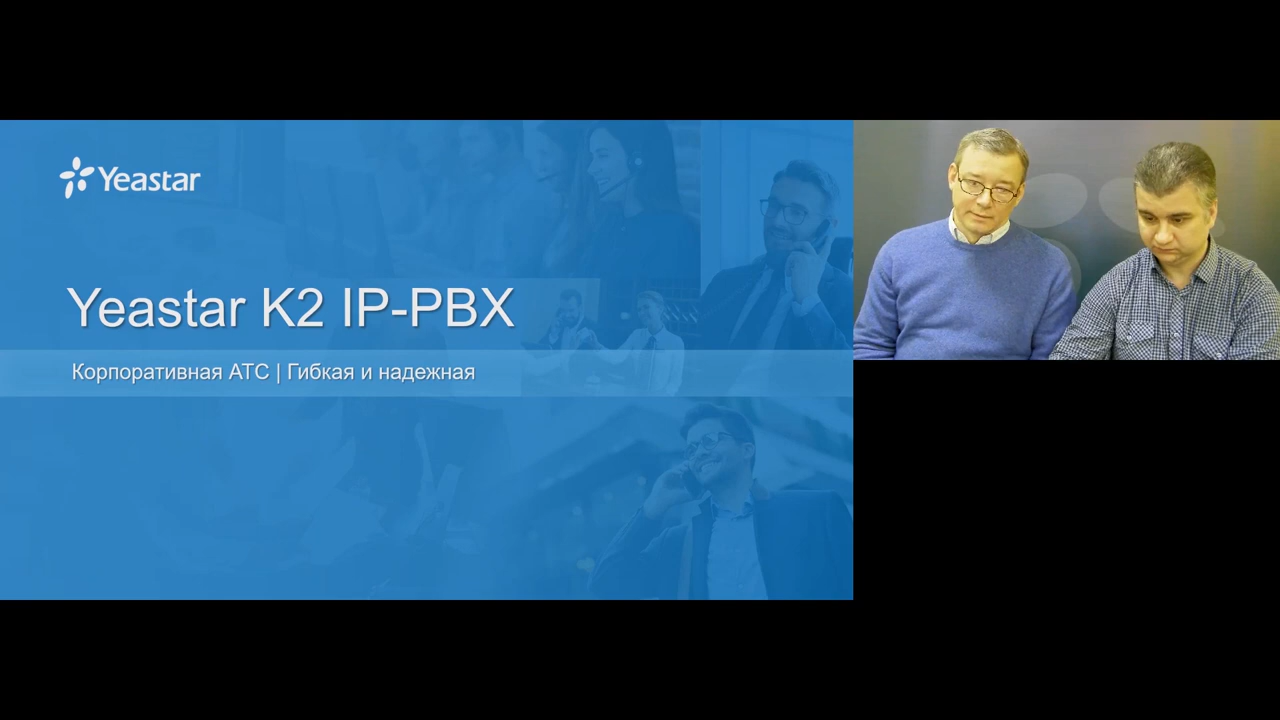 Yeastar
Yeastar K2 IP-PBX
Корпоративная АТС | Гибкая и надежная